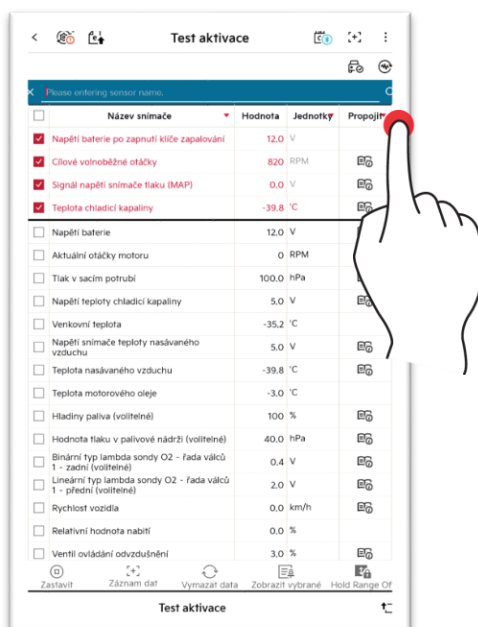 Test aktivace
Please entering sensor name.
Název snímače Hodnota Jednotky Propojit
Napětí baterie po zapnutí klíče zapalování 12.0 V
Cílové volnoběžné otáčky 820 RPM
Signál napětí snímače tlaku (MAP) 0.0 V
Teplota chladicí kapaliny -39.8 ℃
Napětí baterie 12.0 V
Aktuální otáčky motoru 0 RPM
Tlak v sacím potrubí 100.0 hPa
Napětí teploty chladicí kapaliny 5.0 V
Venkovní teplota -35.2 ℃
Napětí snímače teploty nasávaného
vzduchu 5.0 V
Teplota nasávaného vzduchu -39.8 ℃
Teplota motorového oleje -3.0 ℃
Hladiny paliva (volitelné) 100 %
Hodnota tlaku v palivové nádrži (volitelné) 40.0 hPa
Binární typ lambda sondy O2 - řada válců
1 - zadní (volitelné) 0.4 V
Lineární typ lambda sondy O2 - řada válců
1 - přední (volitelné) 2.0 V
Rychlost vozidla 0.0 km/h
Relativní hodnota nabití 0.0 %
Ventil ovládání odvzdušnění 3.0 %
Zastavit Záznam dat Vymazat data Zobrazit vybrané Hold Range Of
Test aktivace